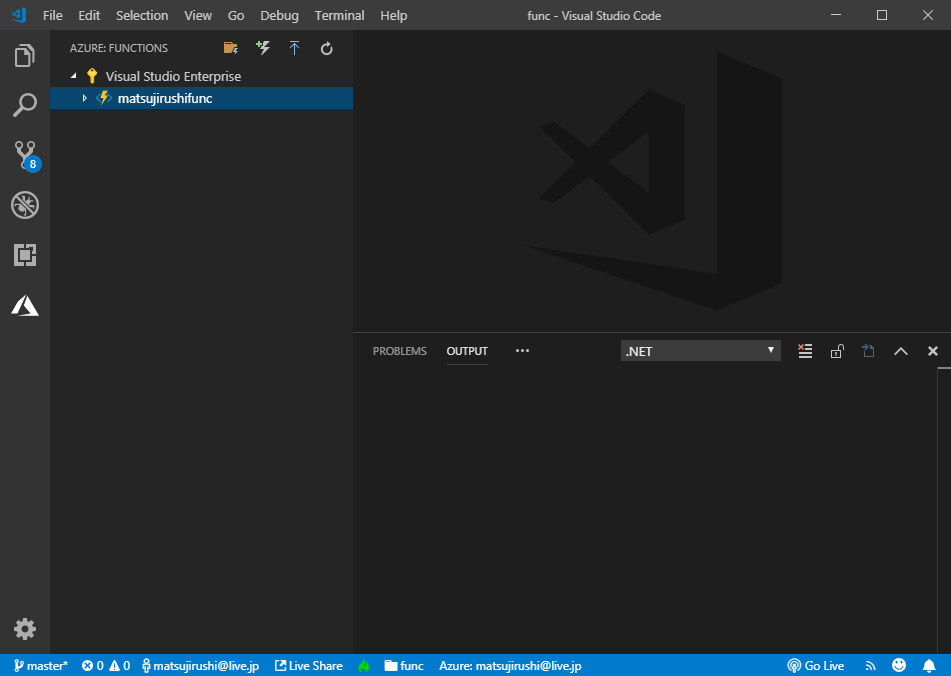 File Edit Selection View Go Debug Terminal Help func - Visual Studio Code
AZURE: FUNCTIONS
Visual Studio Enterprise
matsujirushifunc
8
PROBLEMS OUTPUT ... .NET
master* 0 0 matsujirushi@live.jp Live Share func Azure: matsujirushi@live.jp Go Live